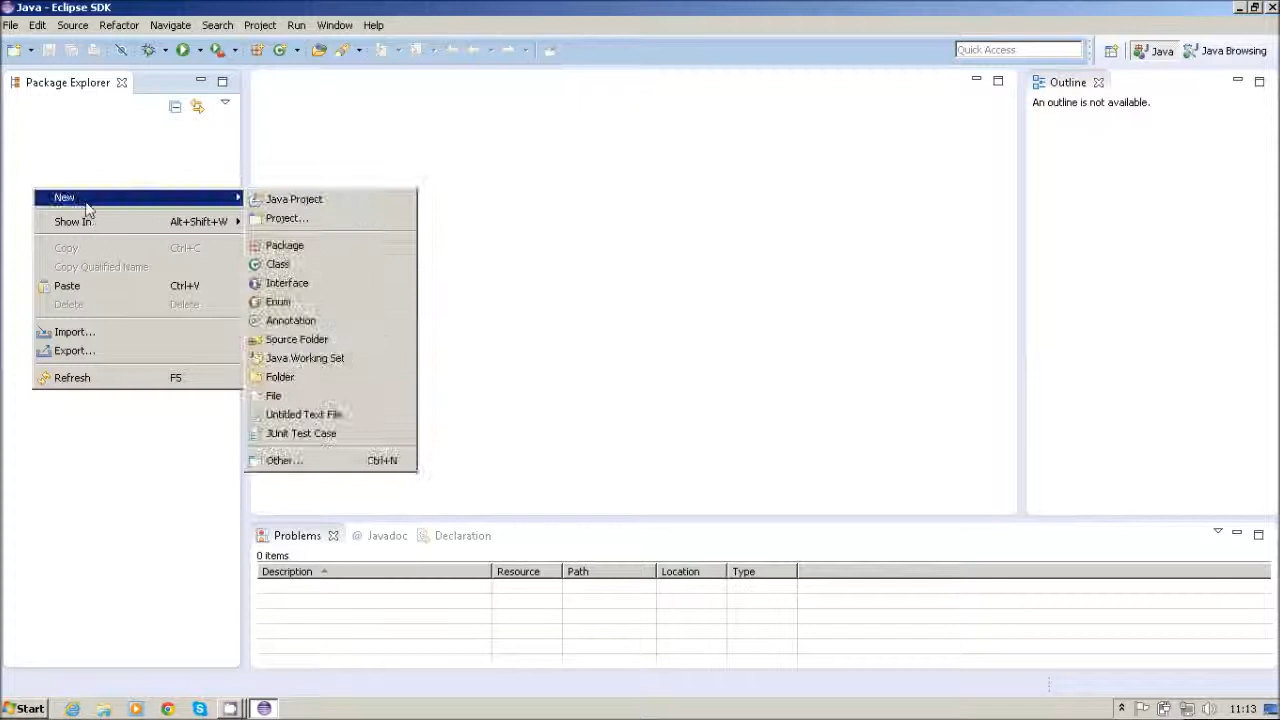 Java - Eclipse SDK
File Edit Source Refactor Navigate Search Project Run Window Help
Quick Access
Java
Java Browsing
Package Explorer
Outline
An outline is not available.
New
Show In Alt+Shift+W
Copy Ctrl+C
Copy Qualified Name
Paste Ctrl+V
Delete Delete
Import...
Export...
Refresh F5
Java Project
Project...
Package
Class
Interface
Enum
Annotation
Source Folder
Java Working Set
Folder
File
Untitled Text File
JUnit Test Case
Other... Ctrl+N
Problems @ Javadoc Declaration
0 items
Description Resource Path Location Type
Start
11:13